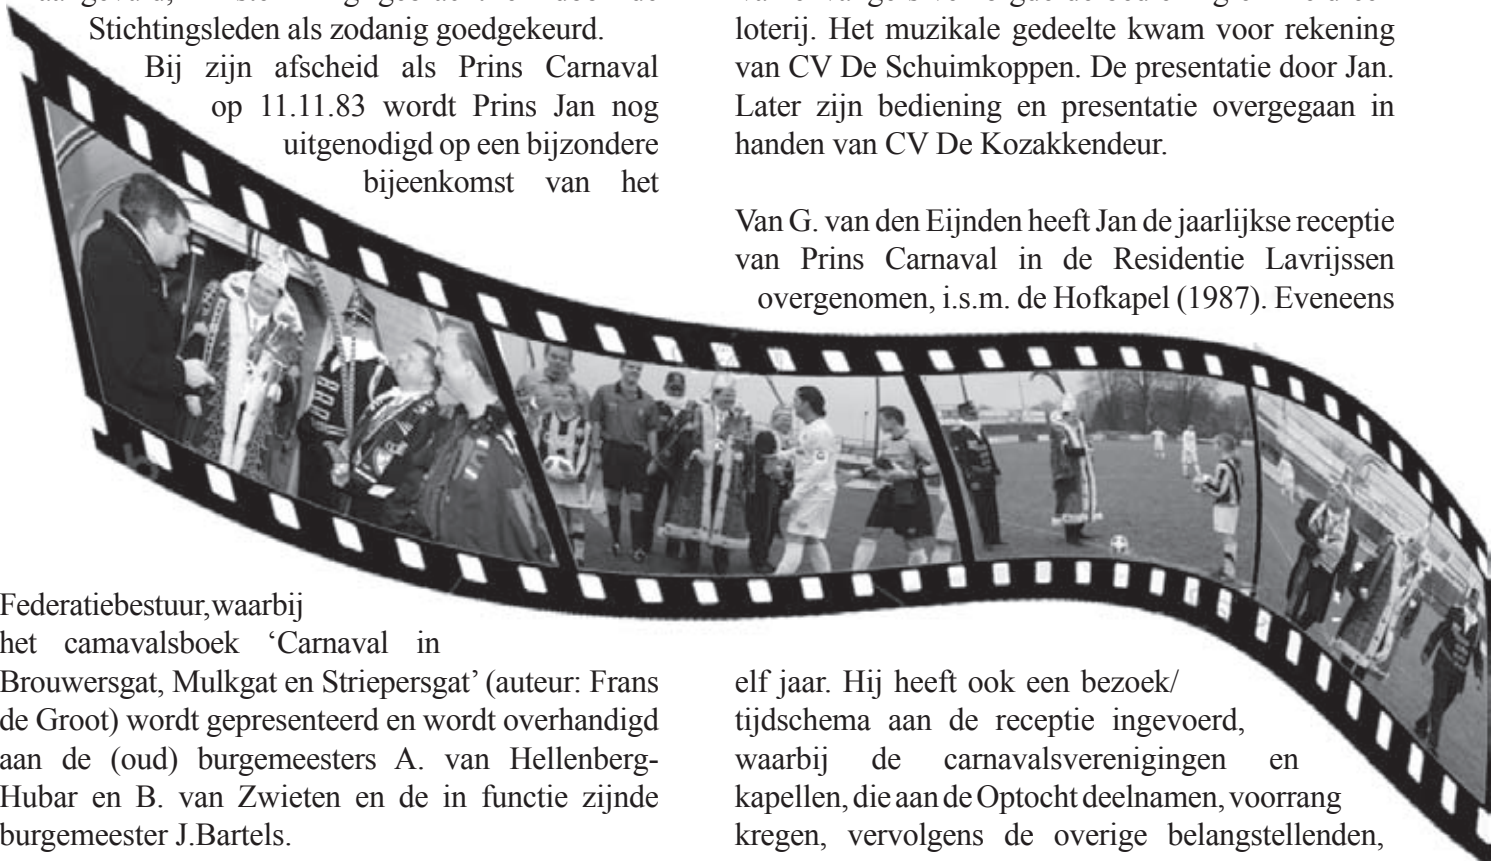 Stichtingsleden als zodanig goedgekeurd.
Bij zijn afscheid als Prins Carnaval
op 11.11.83 wordt Prins Jan nog
uitgenodigd op een bijzondere
bijeenkomst van het
Federatiebestuur,waarbij
het camavalsboek ‘Carnaval in
Brouwersgat, Mulkgat en Striepersgat’ (auteur: Frans
de Groot) wordt gepresenteerd en wordt overhandigd
aan de (oud) burgemeesters A. van Hellenberg-
Hubar en B. van Zwieten en de in functie zijnde
burgemeester J.Bartels.
loterij. Het muzikale gedeelte kwam voor rekening
van CV De Schuimkoppen. De presentatie door Jan.
Later zijn bediening en presentatie overgegaan in
handen van CV De Kozakkendeur.
Van G. van den Eijnden heeft Jan de jaarlijkse receptie
van Prins Carnaval in de Residentie Lavrijssen
overgenomen, i.s.m. de Hofkapel (1987). Eveneens
elf jaar. Hij heeft ook een bezoek/
tijdschema aan de receptie ingevoerd,
waarbij de carnavalsverenigingen en
kapellen, die aan de Optocht deelnamen, voorrang
kregen, vervolgens de overige belangstellenden,